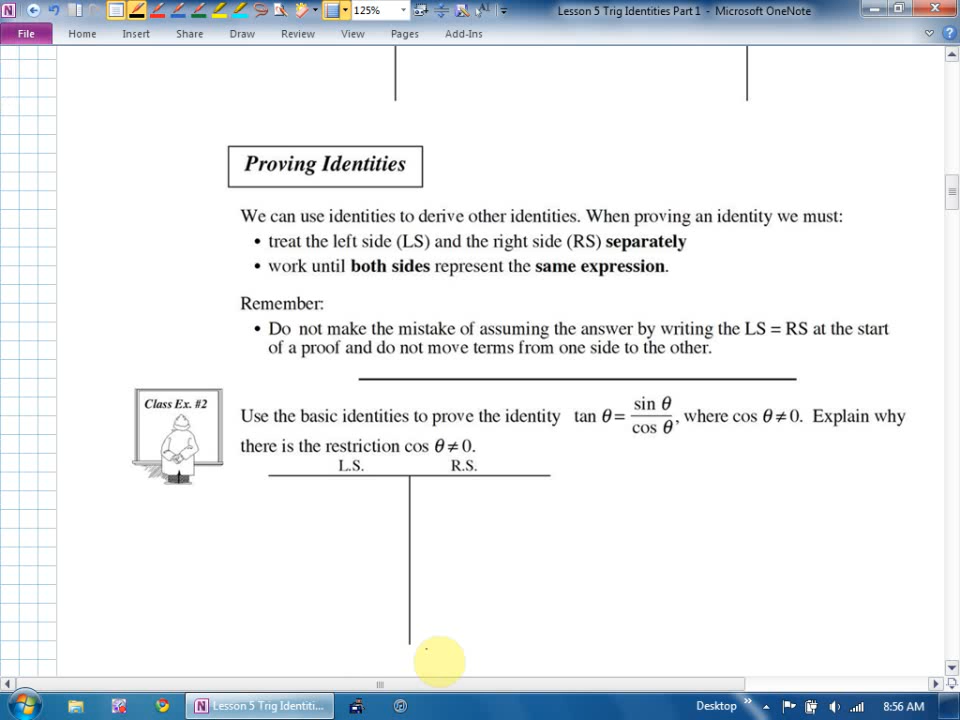 125%
Lesson 5 Trig Identities Part 1 - Microsoft OneNote
File Home Insert Share Draw Review View Pages Add-Ins
Proving Identities
We can use identities to derive other identities. When proving an identity we must:
• treat the left side (LS) and the right side (RS) separately
• work until both sides represent the same expression.
Remember:
• Do not make the mistake of assuming the answer by writing the LS = RS at the start
of a proof and do not move terms from one side to the other.
Class Ex. #2
Use the basic identities to prove the identity tan θ = sin θ / cos θ, where cos θ ≠ 0. Explain why
there is the restriction cos θ ≠ 0.
L.S. R.S.
Lesson 5 Trig Identiti...
Desktop
8:56 AM